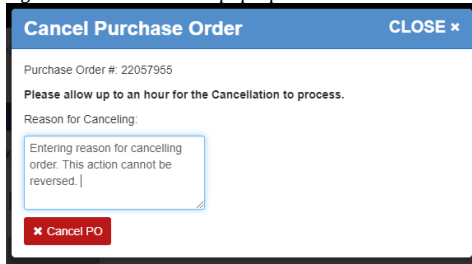 Cancel Purchase Order
CLOSE ×
Purchase Order #: 22057955
Please allow up to an hour for the Cancellation to process.
Reason for Canceling:
Entering reason for cancelling
order. This action cannot be
reversed.
✖ Cancel PO